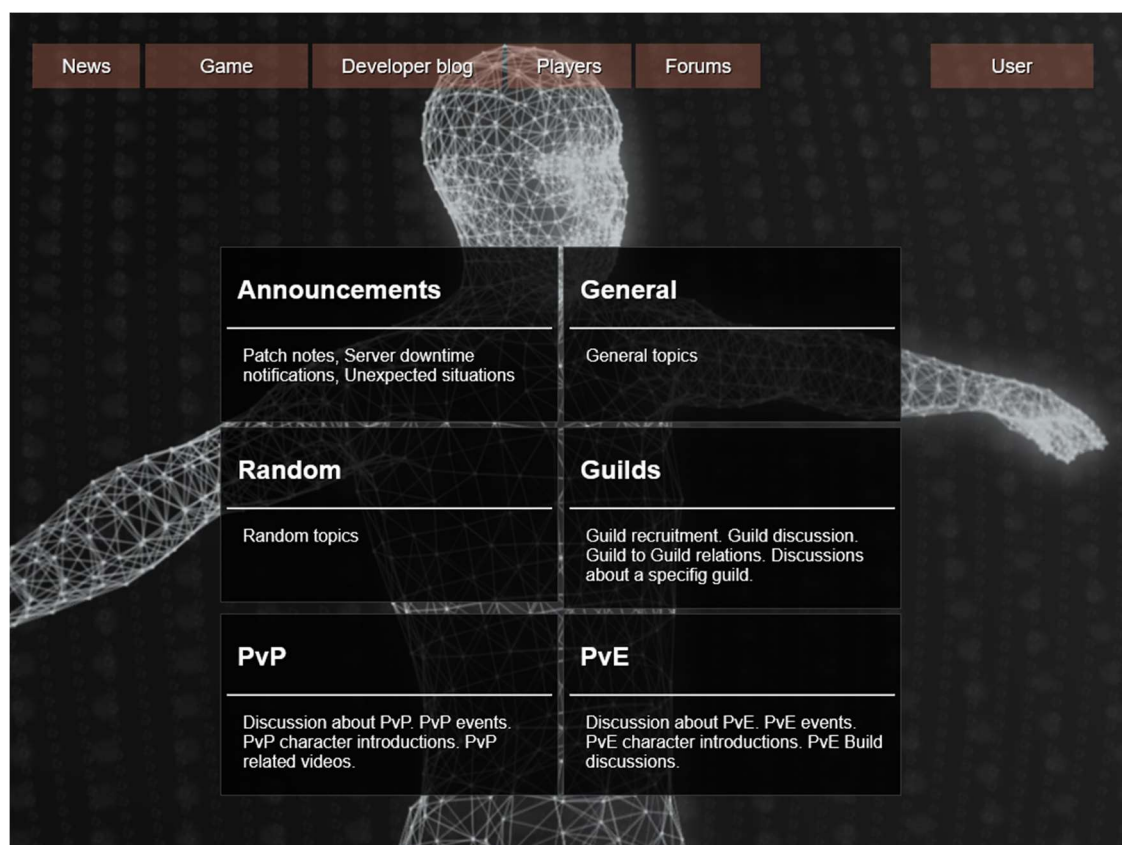 News
Game
Developer blog
Players
Forums
User
Announcements
Patch notes, Server downtime
notifications, Unexpected situations
General
General topics
Random
Random topics
Guilds
Guild recruitment. Guild discussion.
Guild to Guild relations. Discussions
about a specifig guild.
PvP
Discussion about PvP. PvP events.
PvP character introductions. PvP
related videos.
PvE
Discussion about PvE. PvE events.
PvE character introductions. PvE Build
discussions.